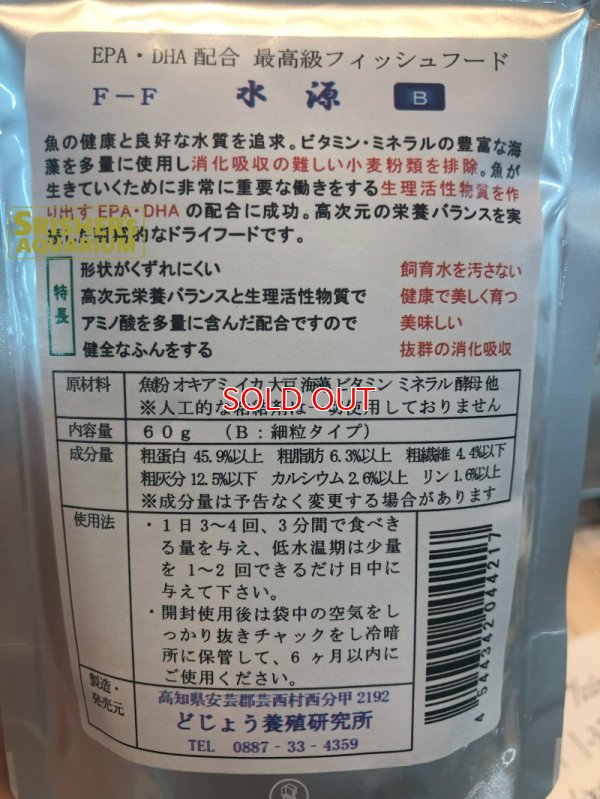 EPA・DHA配合 最高級フィッシュフード
F－F 水源 B
魚の健康と良好な水質を追求。ビタミン・ミネラルの豊富な海
藻を多量に使用し消化吸収の難しい小麦粉類を排除。魚が
生きていくために非常に重要な働きをする生理活性物質を作
り出すEPA・DHA の配合に成功。高次元の栄養バランスを実
的なドライフードです。
AQUARIUM
特長
形状がくずれにくい 飼育水を汚さない
高次元栄養バランスと生理活性物質で 健康で美しく育つ
アミノ酸を多量に含んだ配合ですので 美味しい
健全なふんをする 抜群の消化吸収
原材料 魚粉 オキアミ イカ 大豆 海藻 ビタミン ミネラル 酵母 他
※人工的な粘結剤は一切使用しておりません
SOLD OUT
内容量 60g （B：細粒タイプ）
成分量 粗蛋白 45.9%以上 粗脂肪 6.3%以上 粗繊維 4.4%以下
粗灰分 12.5%以下 カルシウム 2.6%以上 リン 1.6%以上
※成分量は予告なく変更する場合があります
使用法 ・1日3～4回、3分間で食べき
る量を与え、低水温期は少量
を 1～2 回できるだけ日中に
与えて下さい。
・開封使用後は袋中の空気をし
っかり抜きチャックをし冷暗
所に保管して、6 ヶ月以内に
ご使用ください。
4 544342 044217
製造・
発売元
高知県安芸郡芸西村西分甲2192
どじょう養殖研究所
TEL 0887-33-4359